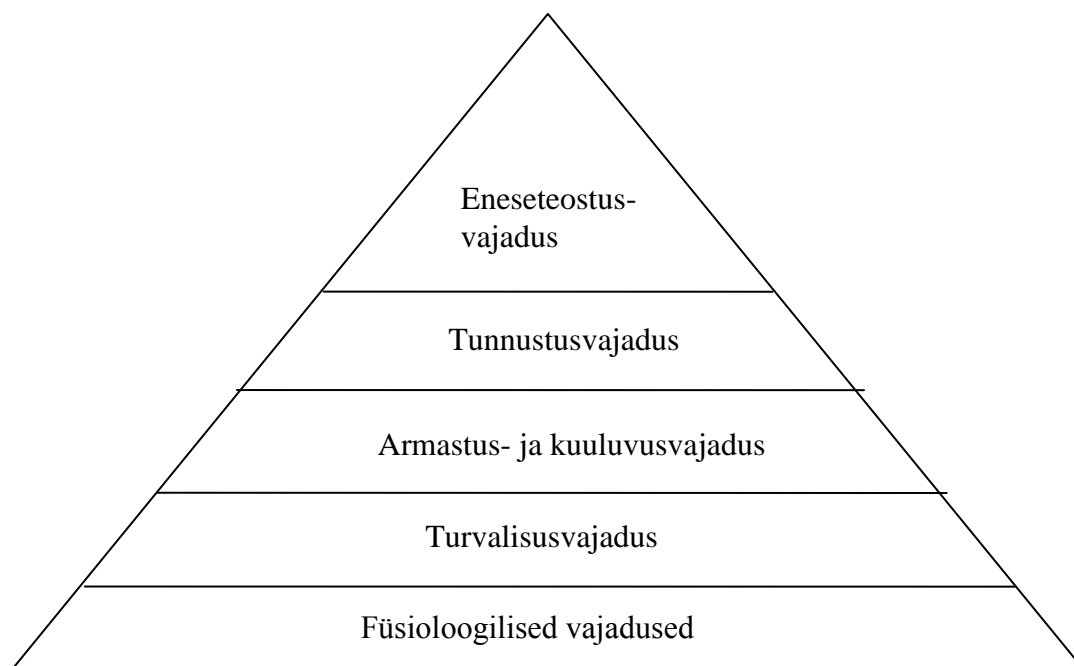 Eneseteostus-
vajadus
Tunnustusvajadus
Armastus- ja kuuluvusvajadus
Turvalisusvajadus
Füsioloogilised vajadused